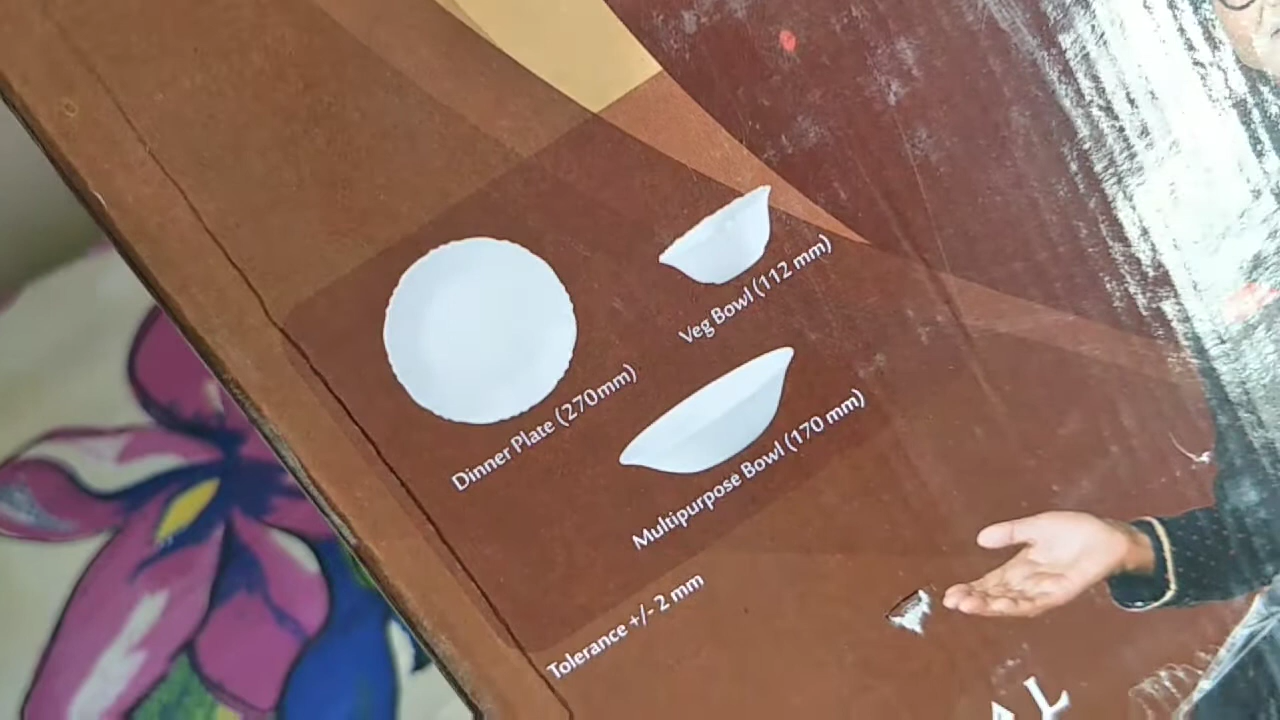 Veg Bowl (112 mm)
Dinner Plate (270mm)
Multipurpose Bowl (170 mm)
Tolerance +/- 2 mm